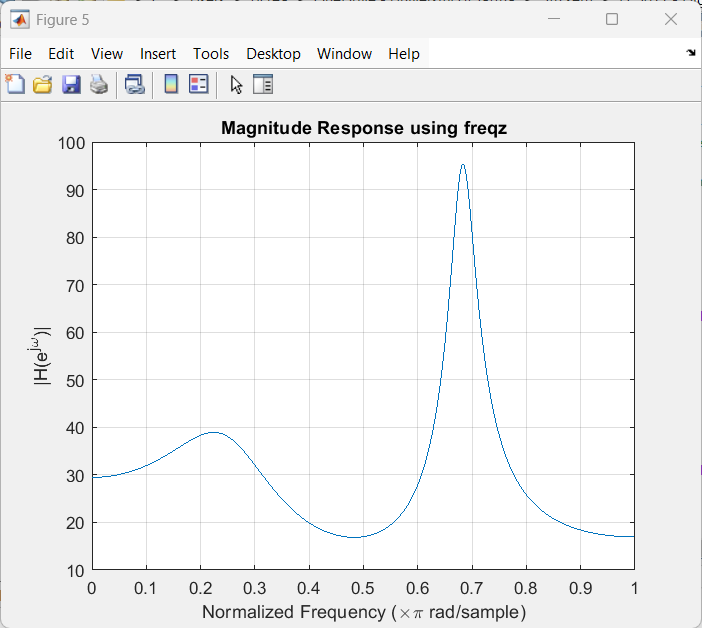 Figure 5
File Edit View Insert Tools Desktop Window Help
Magnitude Response using freqz
100
90
80
70
60
50
40
30
20
10
|H(e^jω)|
0 0.1 0.2 0.3 0.4 0.5 0.6 0.7 0.8 0.9 1
Normalized Frequency (×π rad/sample)